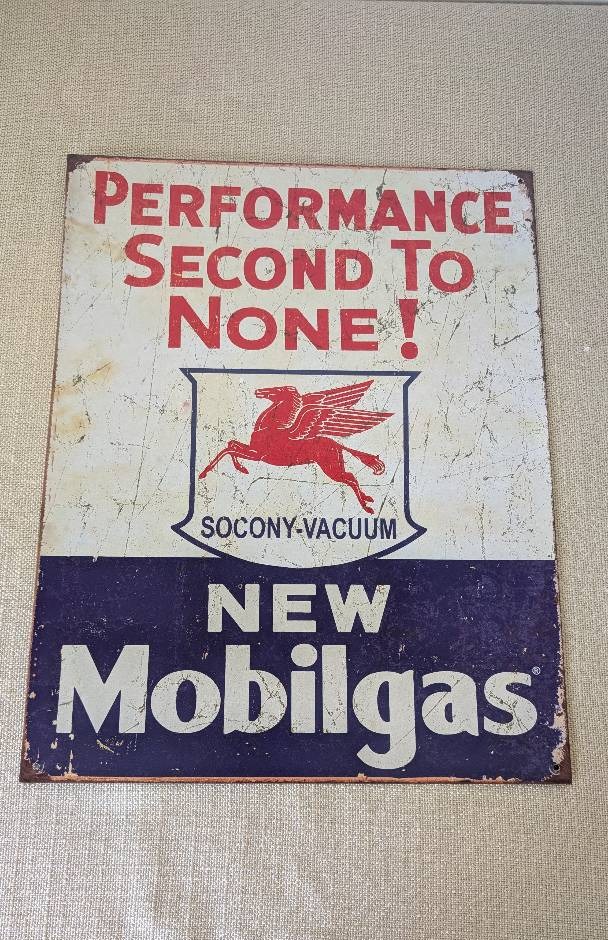 PERFORMANCE
SECOND TO
NONE!
SOCONY-VACUUM
NEW
Mobilgas®